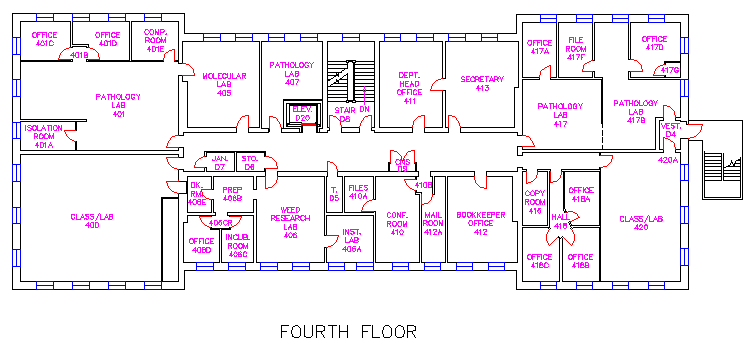 OFFICE
401C
OFFICE
401D
COMP.
ROOM
401E
401B
PATHOLOGY
LAB
401
ISOLATION
ROOM
401A
MOLECULAR
LAB
405
PATHOLOGY
LAB
407
ELEV.
D20
STAIR
D8
DN
DEPT.
HEAD
OFFICE
411
SECRETARY
413
OFFICE
417A
FILE
ROOM
417F
OFFICE
417D
417G
PATHOLOGY
LAB
417
PATHOLOGY
LAB
417B
VEST.
D4
420A
JAN.
D7
STO.
D6
CMS
D9
CLASS/LAB
400
DK.
RM.
406E
PREP
406B
COR
OFFICE
406D
INCUB.
ROOM
406C
WEED
RESEARCH
LAB
406
T.
D5
FILES
410A
INST.
LAB
406A
CONF.
ROOM
410
410B
MAIL
ROOM
412A
BOOKKEEPER
OFFICE
412
COPY
ROOM
416
OFFICE
418A
HALL
418
OFFICE
418C
OFFICE
418B
CLASS/LAB
420
FOURTH FLOOR